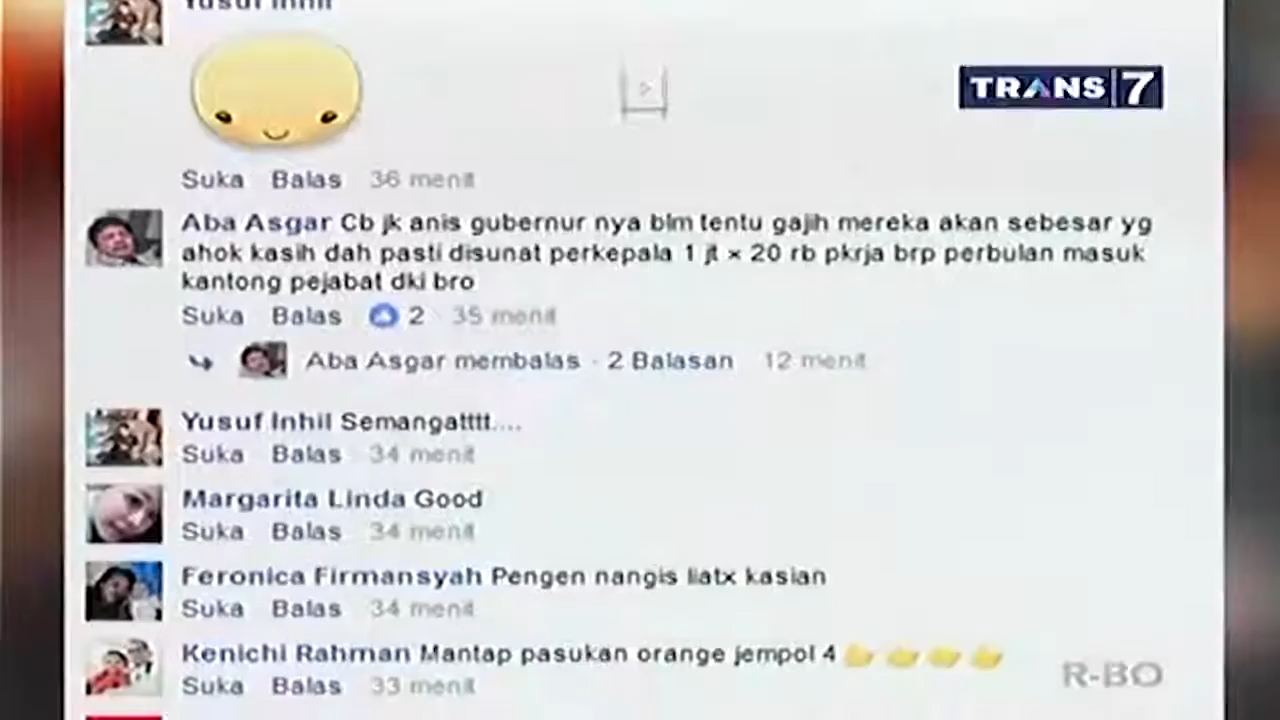 Yusuf Inhil
TRANS|7
Suka Balas 36 menit
Aba Asgar Cb jk anis gubernur nya blm tentu gajih mereka akan sebesar yg
ahok kasih dah pasti disunat perkepala 1 jt × 20 rb pkrja brp perbulan masuk
kantong pejabat dki bro
Suka Balas 2 · 35 menit
Aba Asgar membalas · 2 Balasan 12 menit
Yusuf Inhil Semangatttt....
Suka Balas 34 menit
Margarita Linda Good
Suka Balas 34 menit
Feronica Firmansyah Pengen nangis liatx kasian
Suka Balas 34 menit
Kenichi Rahman Mantap pasukan orange jempol 4
Suka Balas 33 menit
R-BO